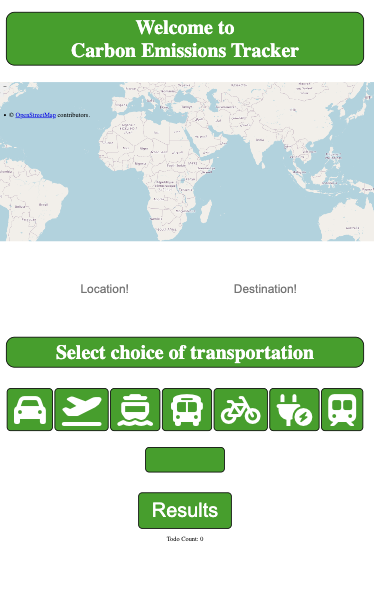 Welcome to
Carbon Emissions Tracker
© OpenStreetMap contributors.
Location!
Destination!
Select choice of transportation
Results
Todo Count: 0